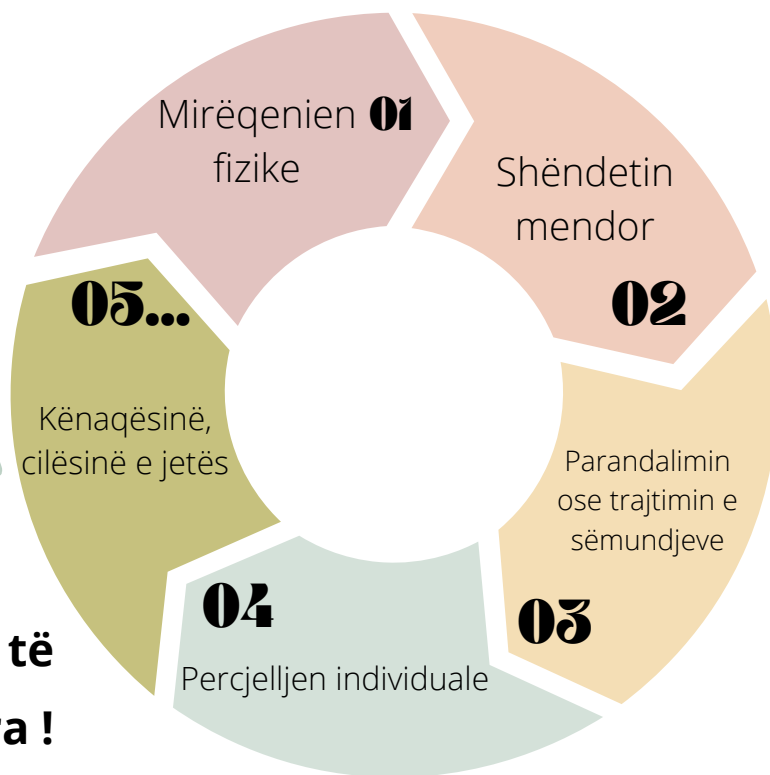 Mirëqenien 01
fizike
Shëndetin
mendor
02
Parandalimin
ose trajtimin e
sëmundjeve
03
04
Percjelljen individuale
05...
Kënaqësinë,
cilësinë e jetës
të
!